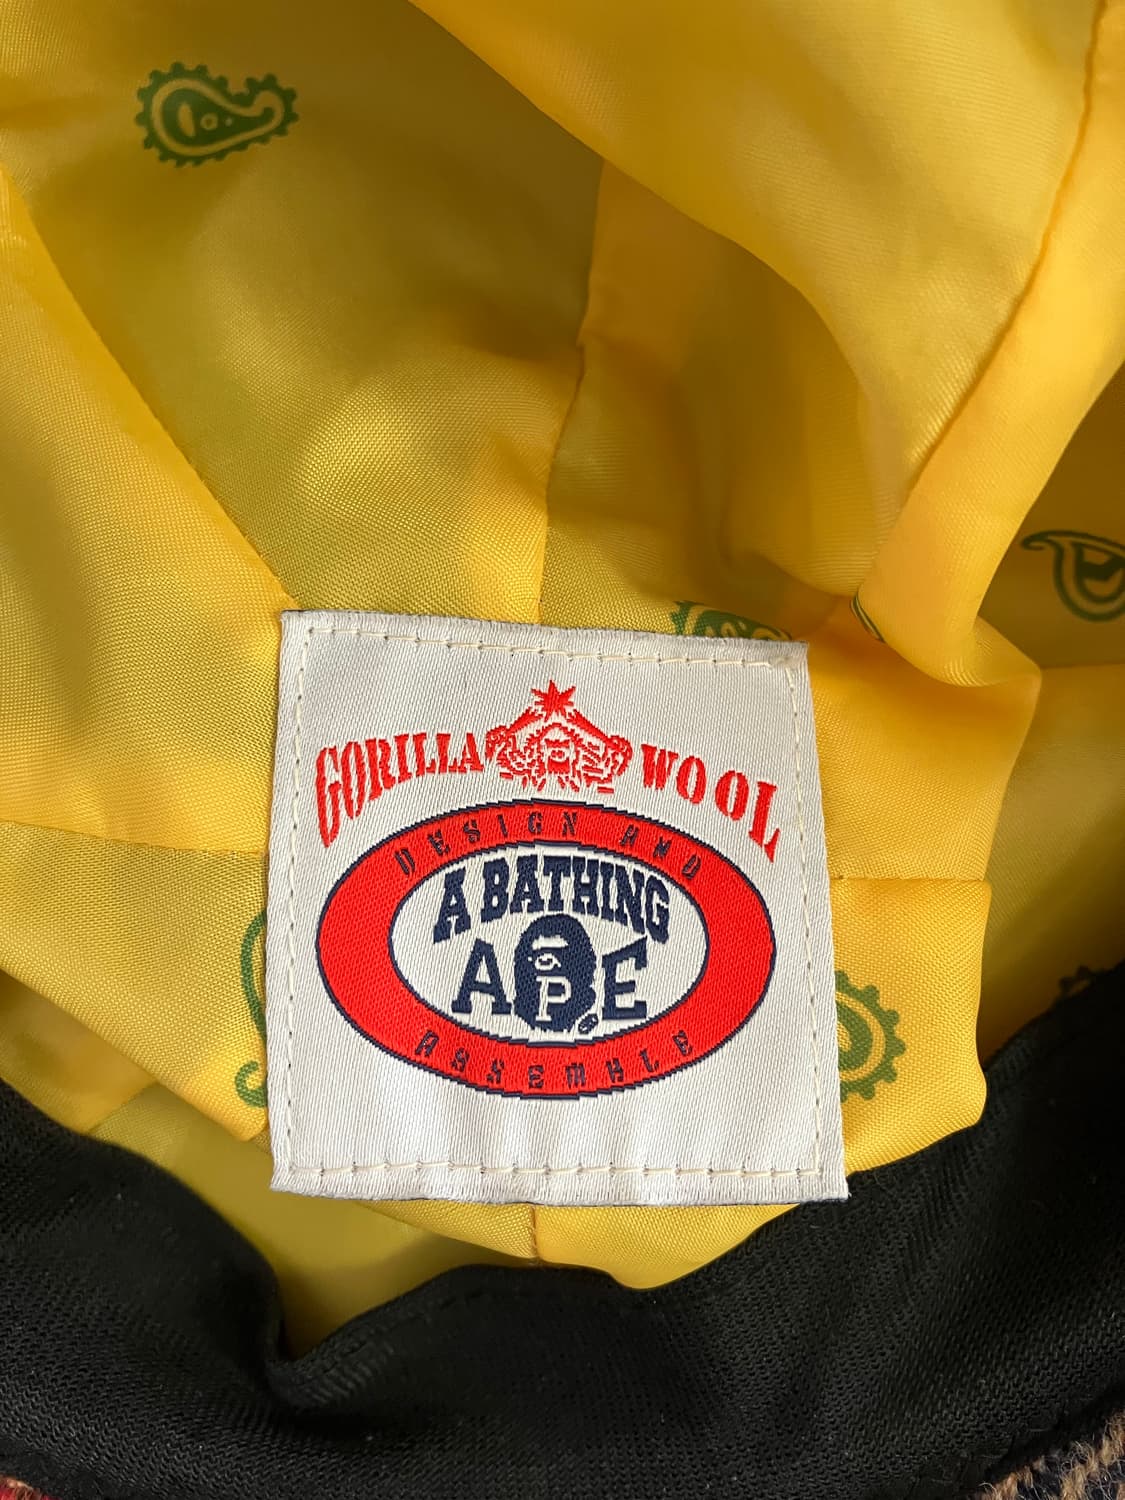 GORILLA WOOL
DESIGN AND
A BATHING
APE
ASSEMBLE